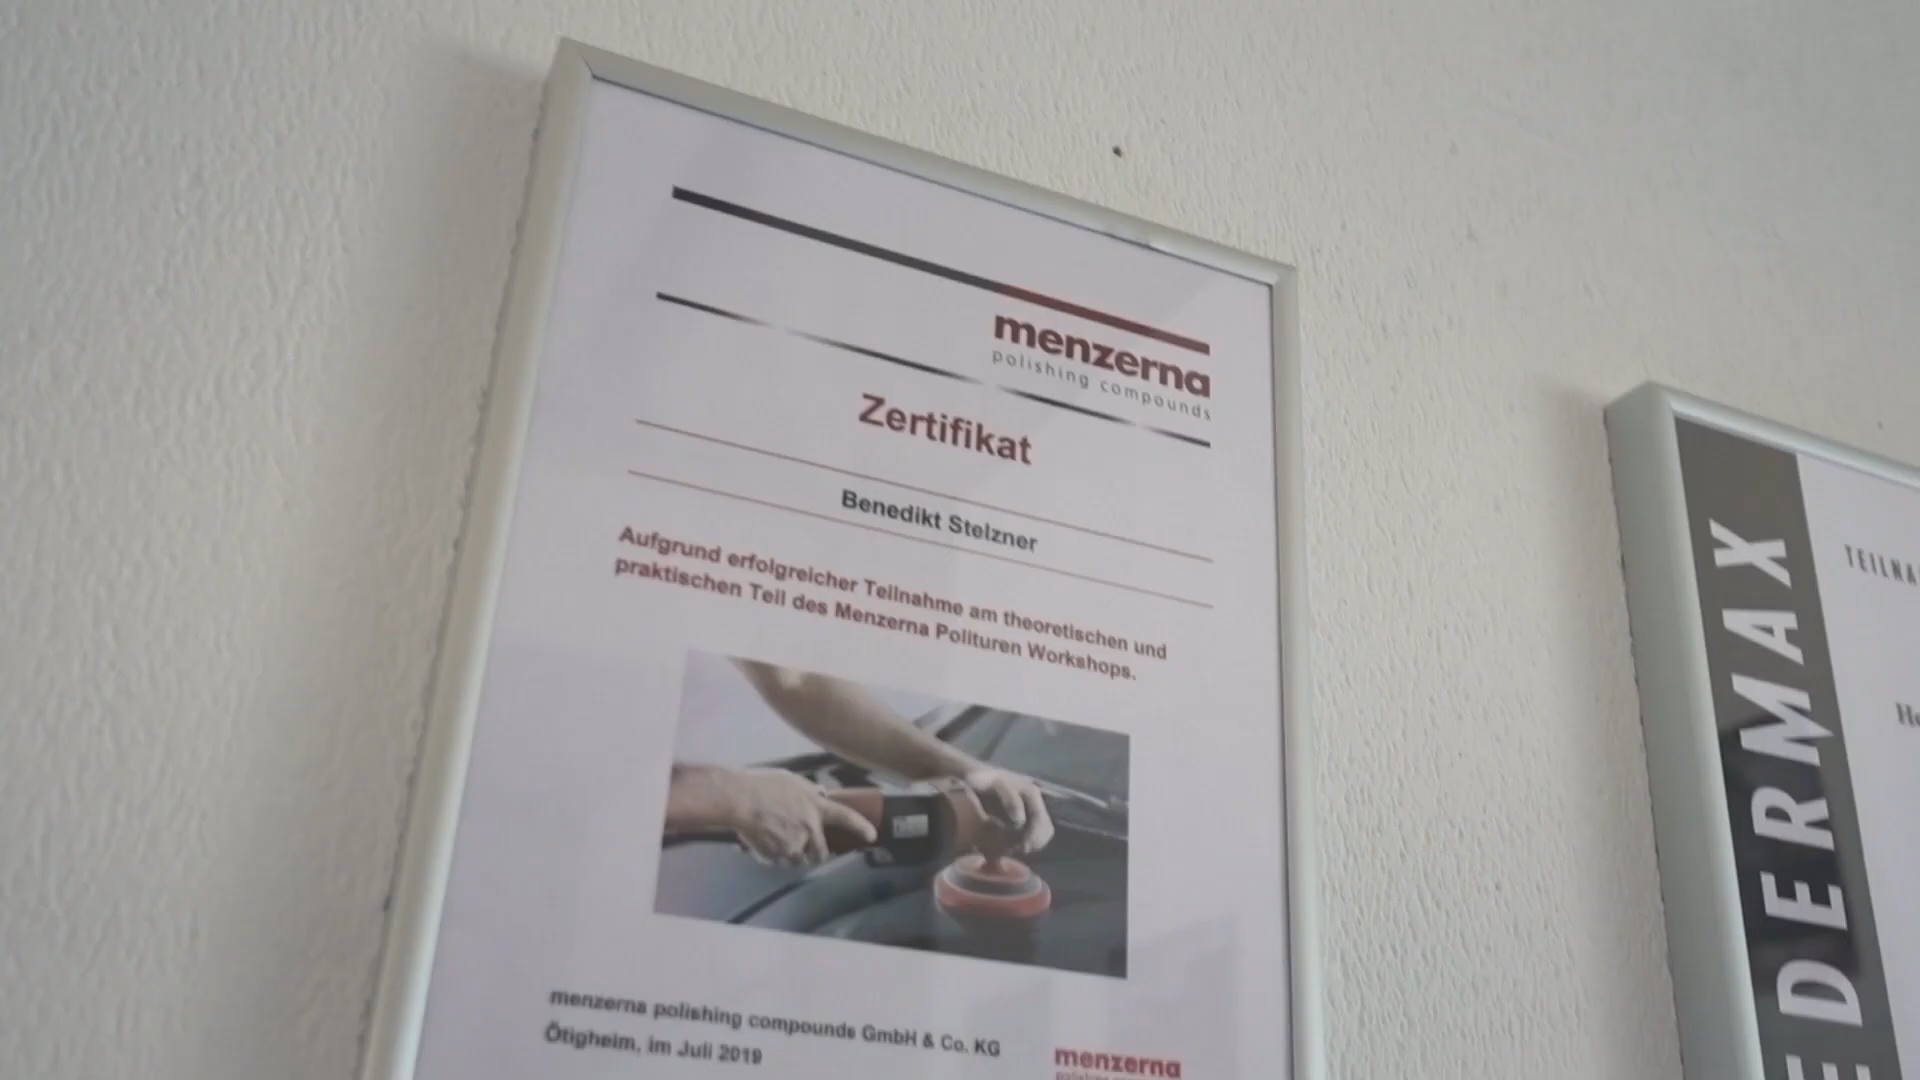 menzerna
polishing compounds
Zertifikat
Benedikt Stelzner
Aufgrund erfolgreicher Teilnahme am theoretischen und
praktischen Teil des Menzerna Polituren Workshops.
menzerna polishing compounds GmbH & Co. KG
Ötigheim, im Juli 2019
menzerna
EDERMAX
TEILNA
He